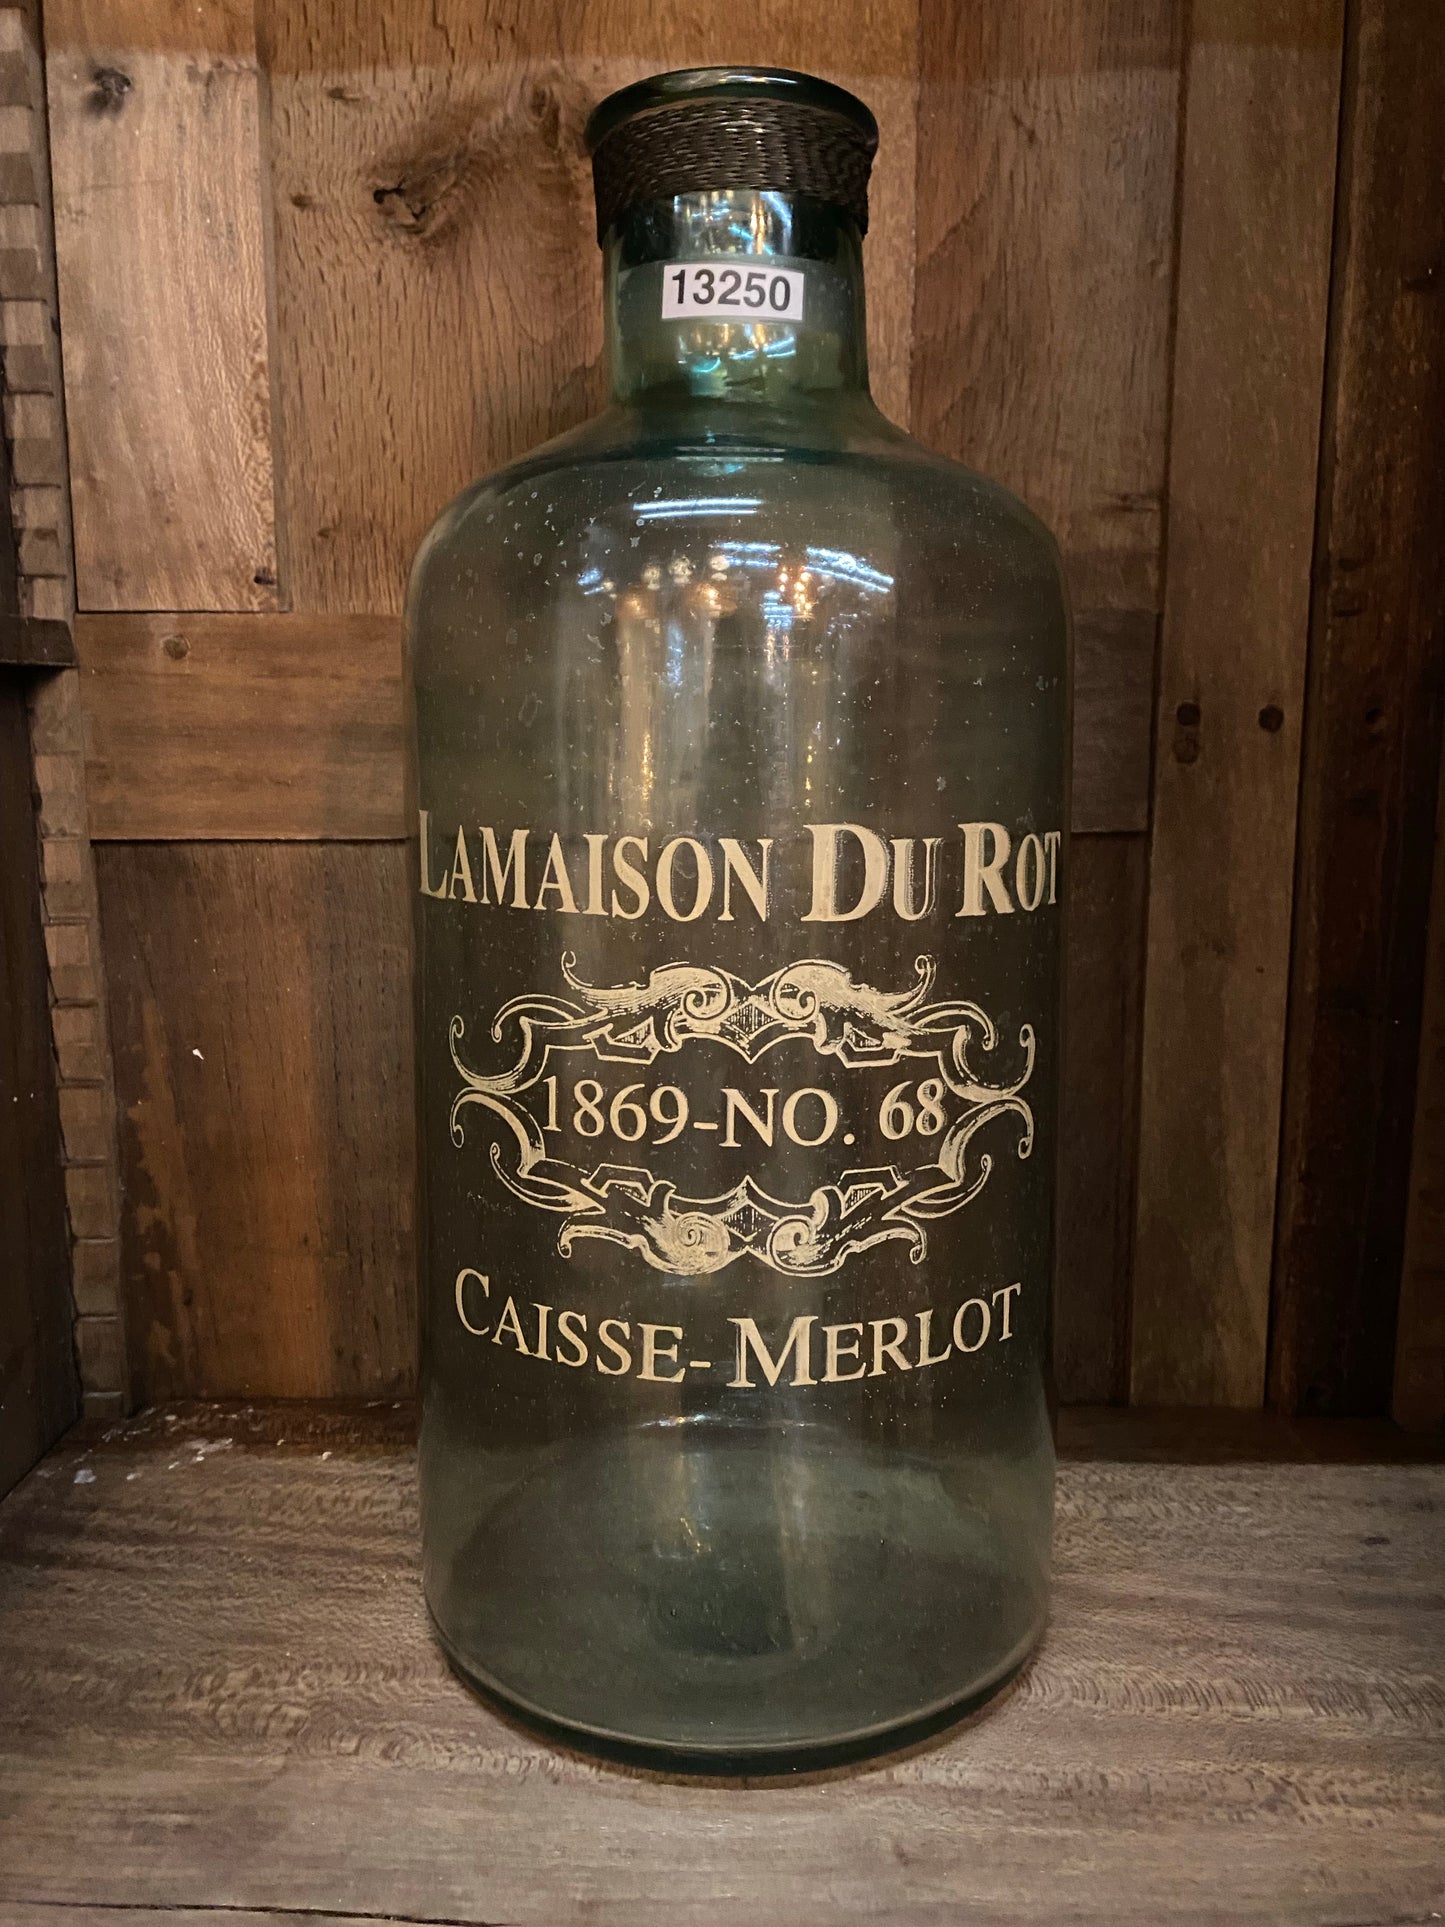 13250
LAMAISON DU ROT
1869-NO. 68
CAISSE-MERLOT